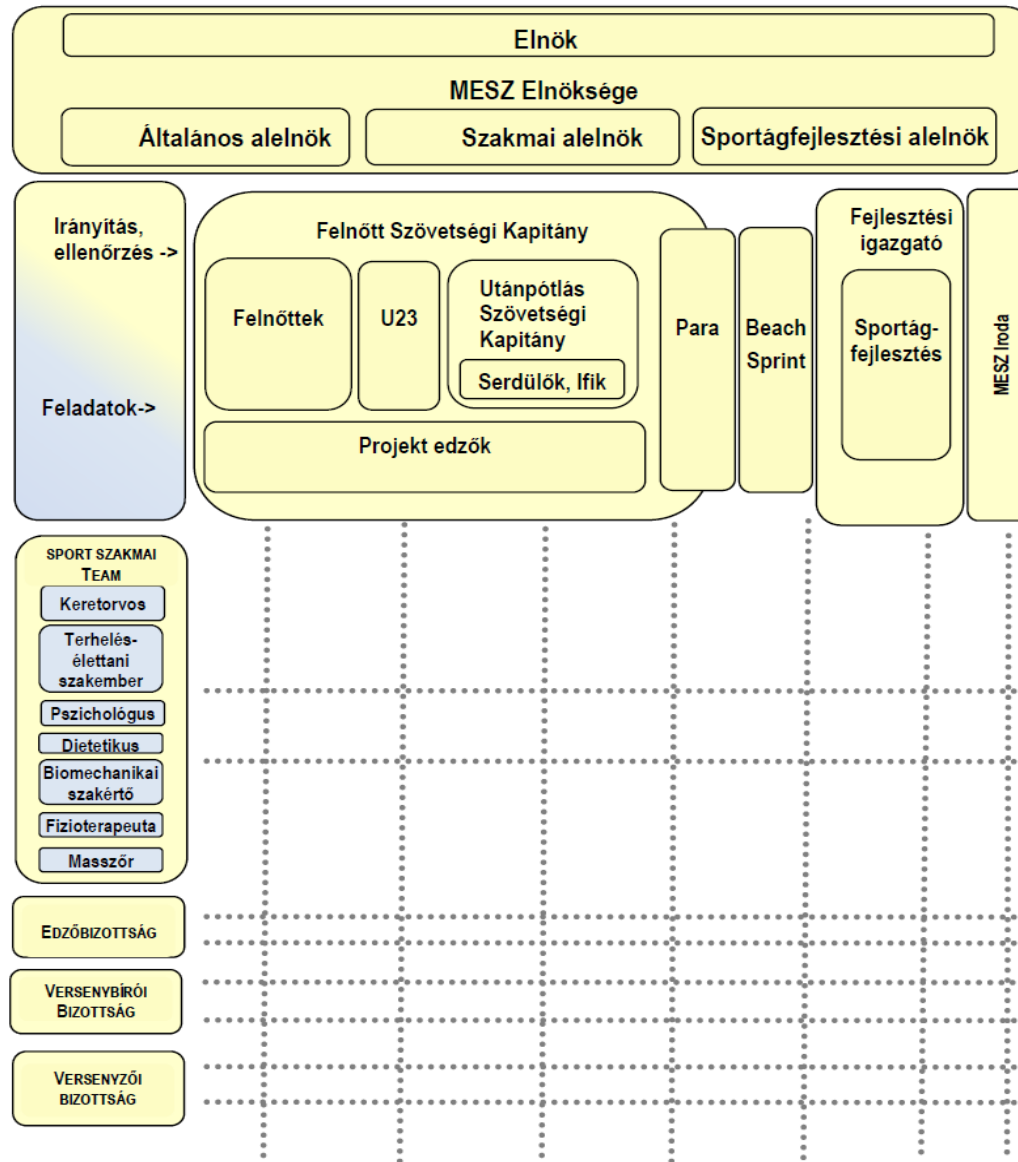 Elnök
MESZ Elnöksége
Általános alelnök
Szakmai alelnök
Sportágfejlesztési alelnök
Irányítás,
ellenőrzés ->
Feladatok->
Felnőtt Szövetségi Kapitány
Felnőttek
U23
Utánpótlás
Szövetségi
Kapitány
Serdülők, Ifik
Projekt edzők
Para
Beach
Sprint
Fejlesztési
igazgató
Sportág-
fejlesztés
MESZ Iroda
SPORT SZAKMAI
TEAM
Keretorvos
Terhelés-
élettani
szakember
Pszichológus
Dietetikus
Biomechanikai
szakértő
Fizioterapeuta
Masszőr
EDZŐBIZOTTSÁG
VERSENYBÍRÓI
BIZOTTSÁG
VERSENYZŐI
BIZOTTSÁG